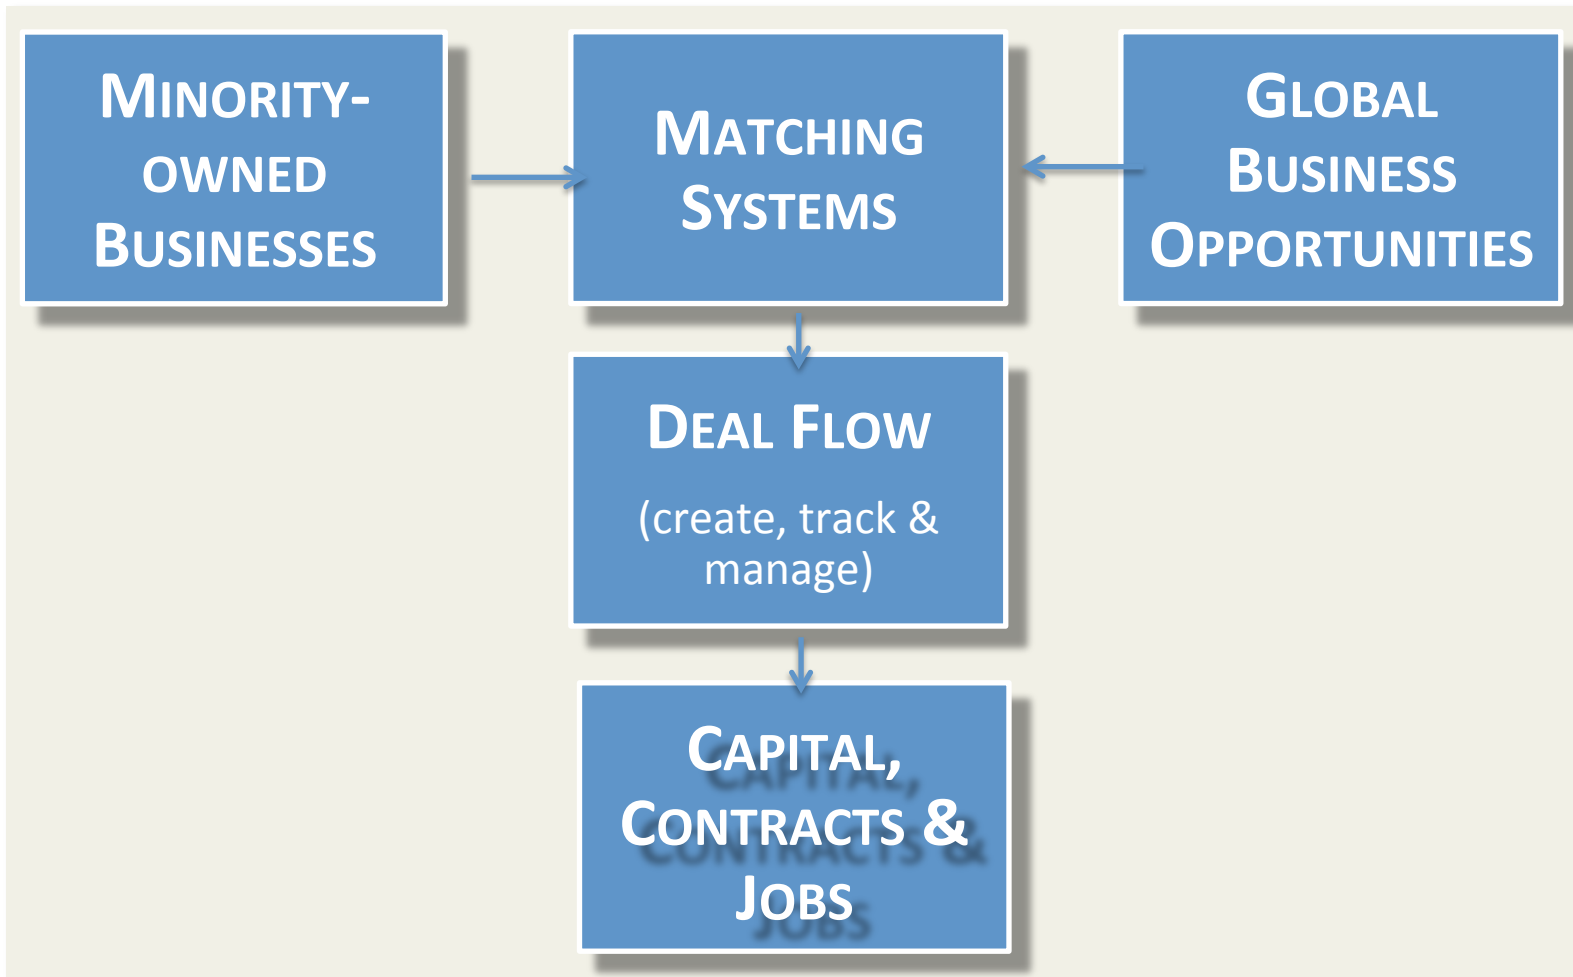 MINORITY-
OWNED
BUSINESSES
MATCHING
SYSTEMS
GLOBAL
BUSINESS
OPPORTUNITIES
DEAL FLOW
(create, track &
manage)
CAPITAL,
CONTRACTS &
JOBS